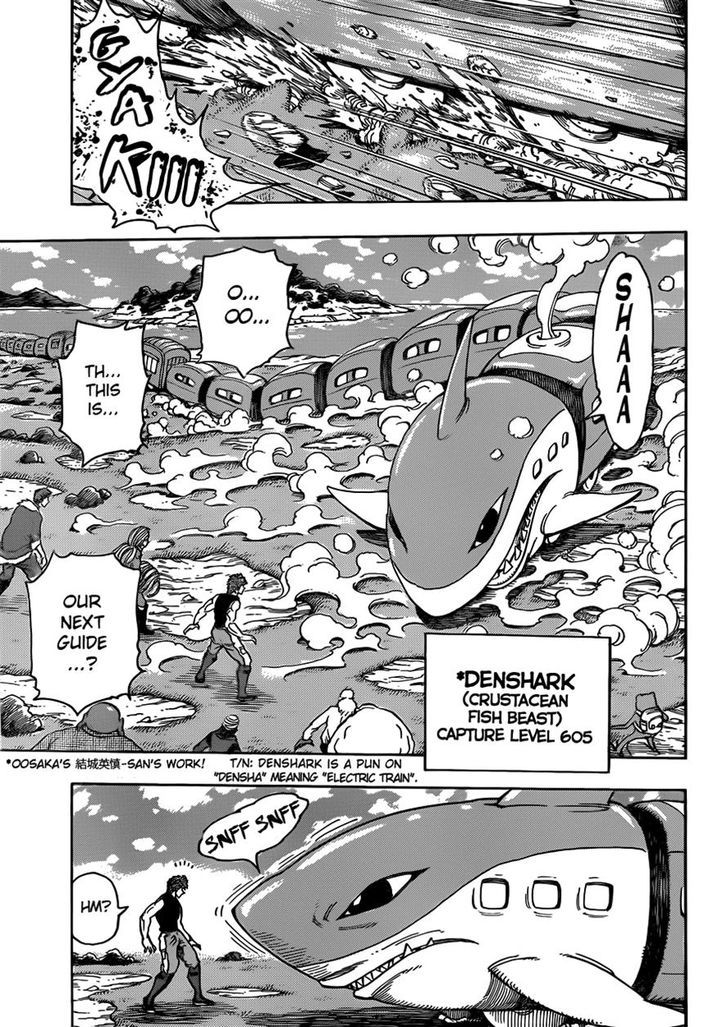 GYAKIIII
SHAAA
O...
OO...
TH...
THIS
IS...
OUR
NEXT
GUIDE
...?
*DENSHARK
(CRUSTACEAN
FISH BEAST)
CAPTURE LEVEL 605
*OOSAKA'S 結城英慎-SAN'S WORK!
T/N: DENSHARK IS A PUN ON
"DENSHA" MEANING "ELECTRIC TRAIN".
SNFF SNFF
HM?